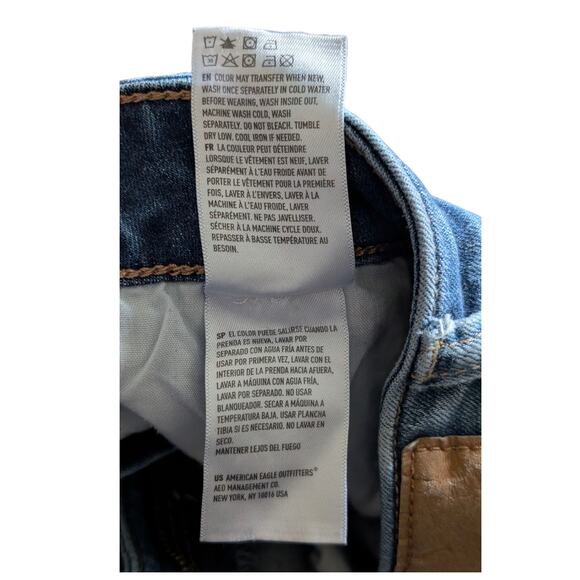 EN COLOR MAY TRANSFER WHEN NEW,
WASH ONCE SEPARATELY IN COLD WATER
BEFORE WEARING, WASH INSIDE OUT,
MACHINE WASH COLD, WASH
SEPARATELY. DO NOT BLEACH. TUMBLE
DRY LOW. COOL IRON IF NEEDED.
FR LA COULEUR PEUT DÉTEINDRE
LORSQUE LE VÊTEMENT EST NEUF, LAVER
SÉPARÉMENT À L'EAU FROIDE AVANT DE
PORTER LE VÊTEMENT POUR LA PREMIÈRE
FOIS, LAVER À L'ENVERS, LAVER À LA
MACHINE À L'EAU FROIDE, LAVER
SÉPARÉMENT. NE PAS JAVELLISER.
SÉCHER À LA MACHINE CYCLE DOUX.
REPASSER À BASSE TEMPÉRATURE AU
BESOIN.
SP EL COLOR PUEDE SALIRSE CUANDO LA
PRENDA ES NUEVA, LAVAR POR
SEPARADO CON AGUA FRÍA ANTES DE
USAR POR PRIMERA VEZ, LAVAR CON EL
INTERIOR DE LA PRENDA HACIA AFUERA,
LAVAR A MÁQUINA CON AGUA FRÍA,
LAVAR POR SEPARADO. NO USAR
BLANQUEADOR. SECAR A MÁQUINA A
TEMPERATURA BAJA. USAR PLANCHA
TIBIA SI ES NECESARIO. NO LAVAR EN
SECO.
MANTENER LEJOS DEL FUEGO
US AMERICAN EAGLE OUTFITTERS®
AEO MANAGEMENT CO.
NEW YORK, NY 10016 USA